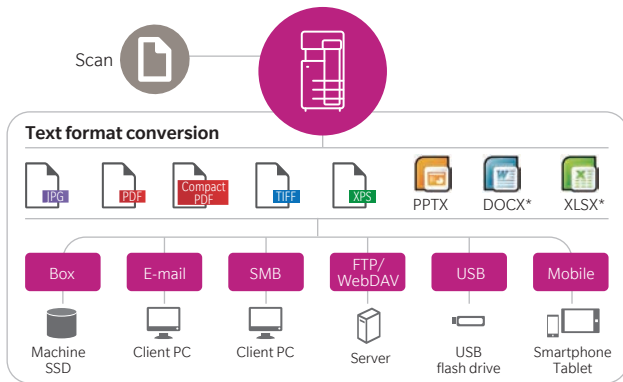 Scan
Text format conversion
JPG
PDF
Compact
PDF
TIFF
XPS
PPTX
DOCX*
XLSX*
Box
E-mail
SMB
FTP/
WebDAV
USB
Mobile
Machine
SSD
Client PC
Client PC
Server
USB
flash drive
Smartphone
Tablet